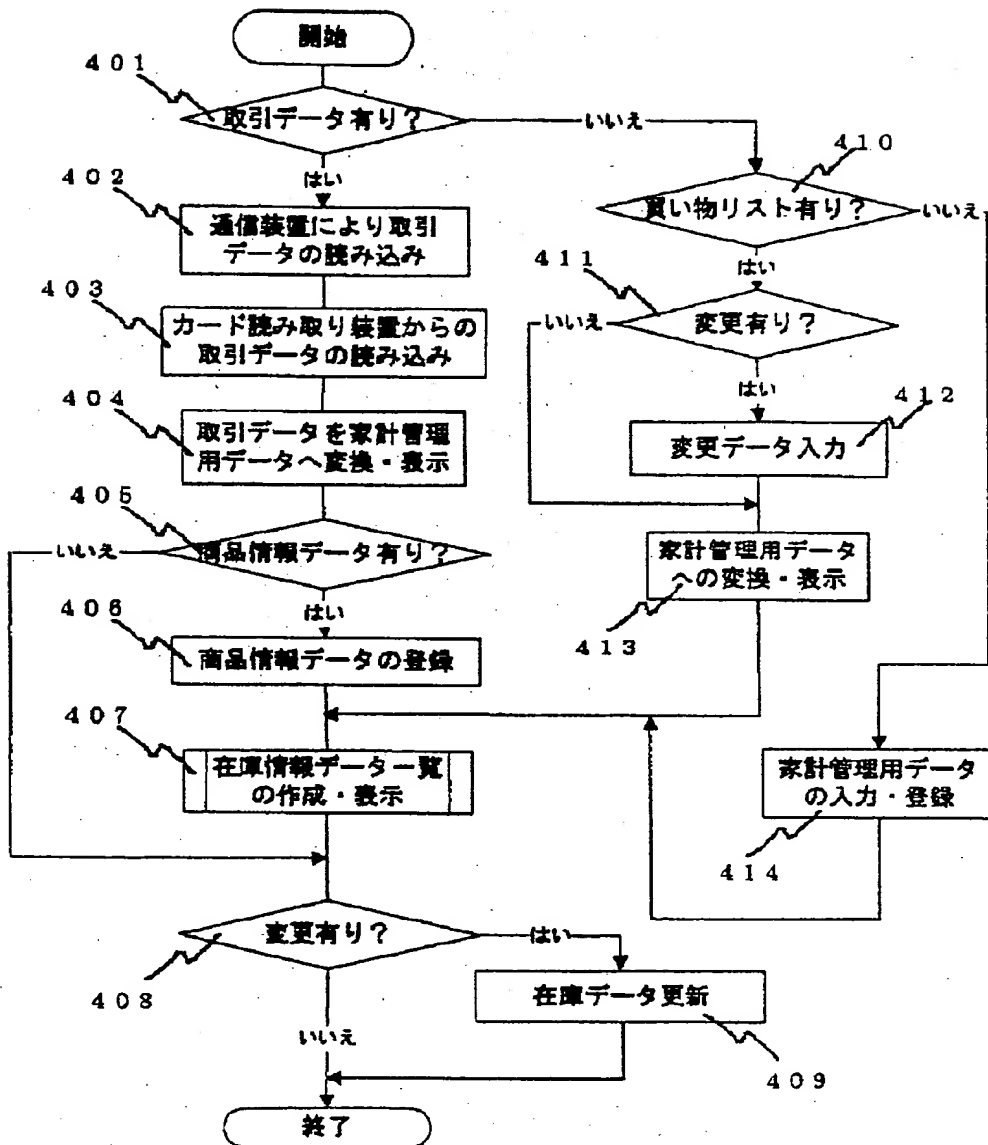 開始
401
取引データ有り？
いいえ
410
402
はい
買い物リスト有り？
いいえ
通信装置により取引
データの読み込み
はい
411
403
カード読み取り装置からの
取引データの読み込み
いいえ
変更有り？
はい
404
412
取引データを家計管理
用データへ変換・表示
変更データ入力
405
いいえ
商品情報データ有り？
家計管理用データ
への変換・表示
はい
406
413
商品情報データの登録
407
在庫情報データ一覧
の作成・表示
家計管理用データ
の入力・登録
414
変更有り？
はい
408
在庫データ更新
いいえ
409
終了